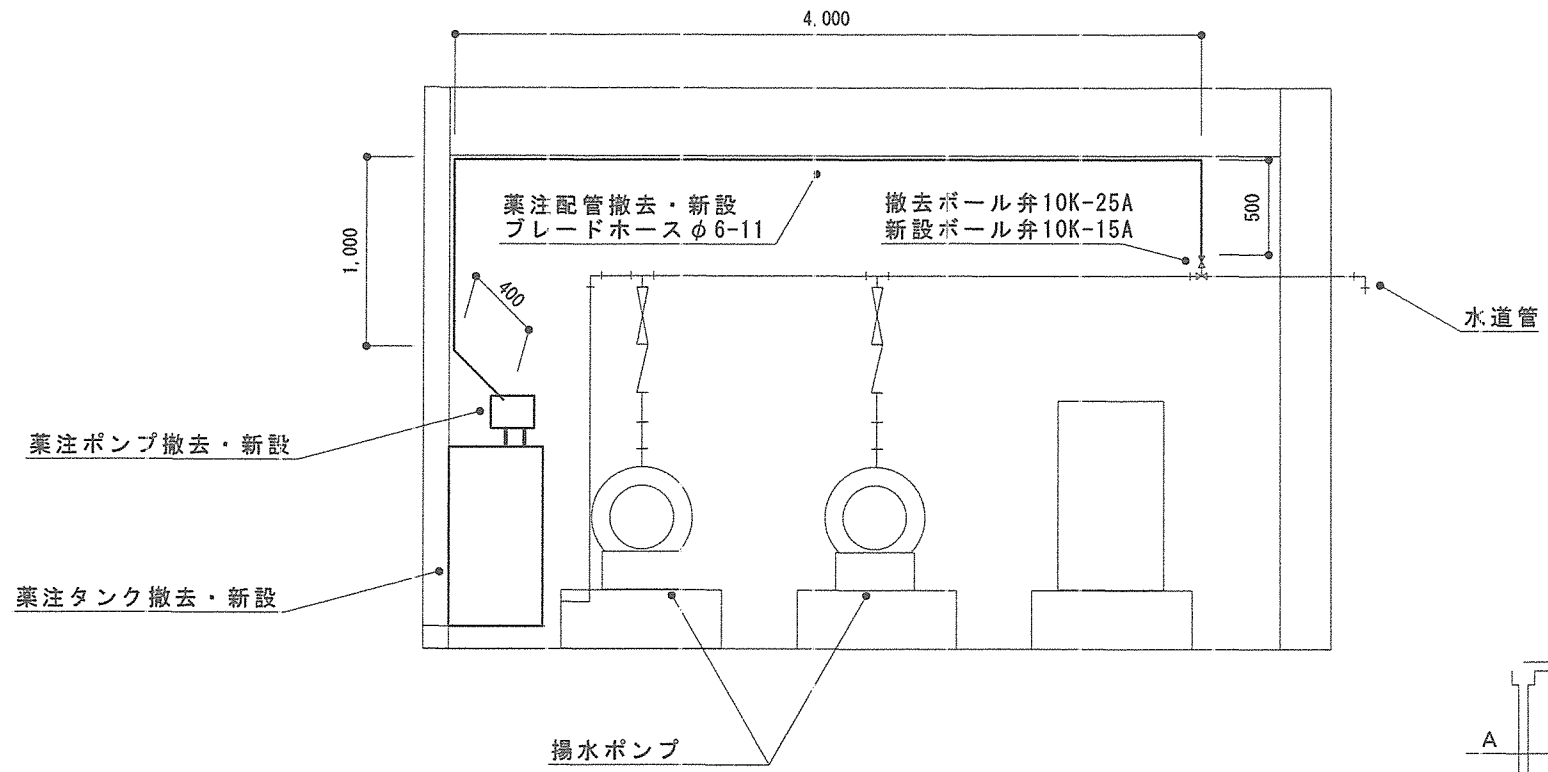 4,000
薬注配管撤去・新設
ブレードホースφ6-11
撤去ボール弁10K-25A
新設ボール弁10K-15A
500
1,000
400
水道管
薬注ポンプ撤去・新設
薬注タンク撤去・新設
揚水ポンプ
A